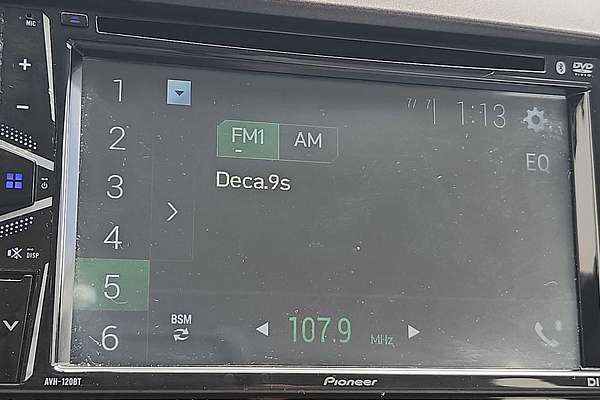 MIC
DVD
VIDEO
+
−
DISP
1
2
3
4
5
6
1:13
FM1
AM
EQ
Deca.9s
BSM
107.9 MHz
AVH-120BT
Pioneer